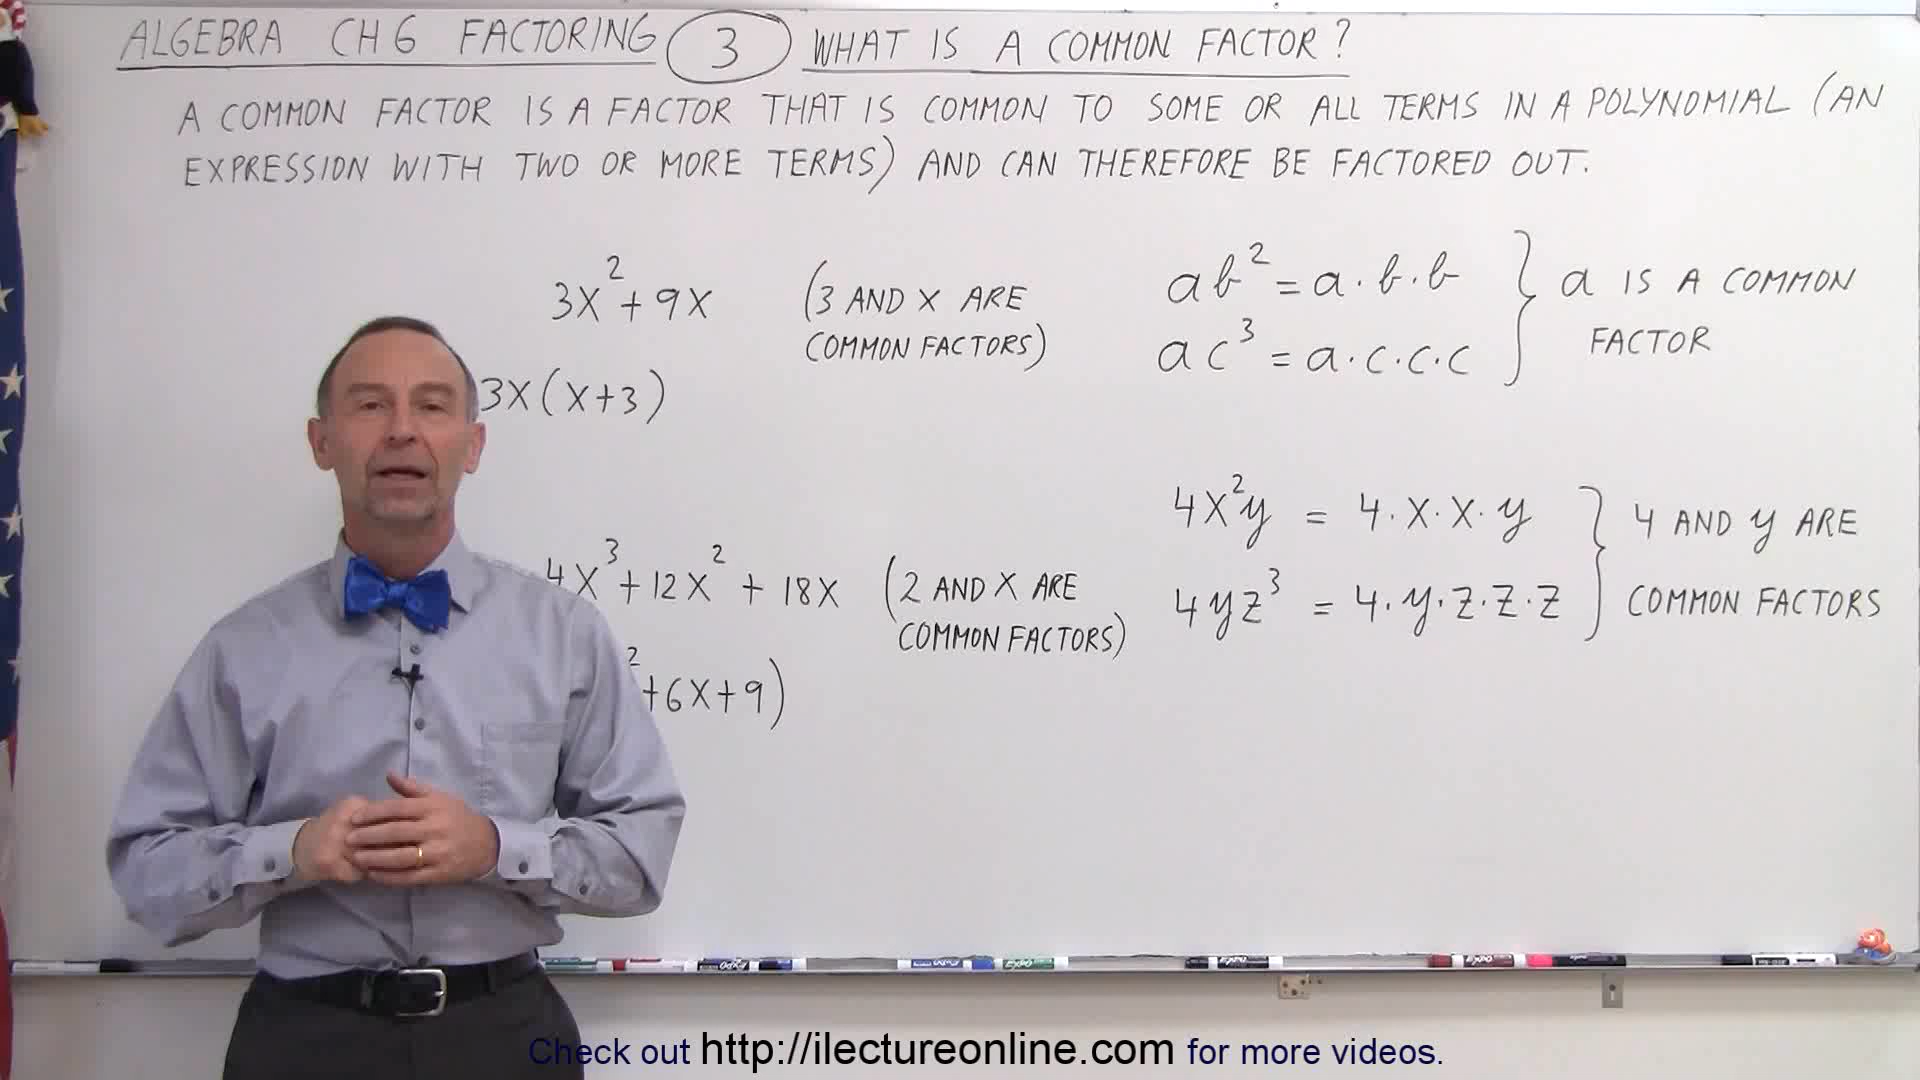 ALGEBRA CH 6 FACTORING 3 WHAT IS A COMMON FACTOR?
A COMMON FACTOR IS A FACTOR THAT IS COMMON TO SOME OR ALL TERMS IN A POLYNOMIAL (AN
EXPRESSION WITH TWO OR MORE TERMS) AND CAN THEREFORE BE FACTORED OUT.
3X² + 9X (3 AND X ARE
COMMON FACTORS)
3X(X+3)
4X³ + 12X² + 18X (2 AND X ARE
COMMON FACTORS)
² +6X+9)
ab² = a·b·b } a IS A COMMON
ac³ = a·c·c·c FACTOR
4X²y = 4·X·X·y } 4 AND y ARE
4yz³ = 4·y·z·z·z COMMON FACTORS
EXPO
EXPO
Check out http://ilectureonline.com for more videos.